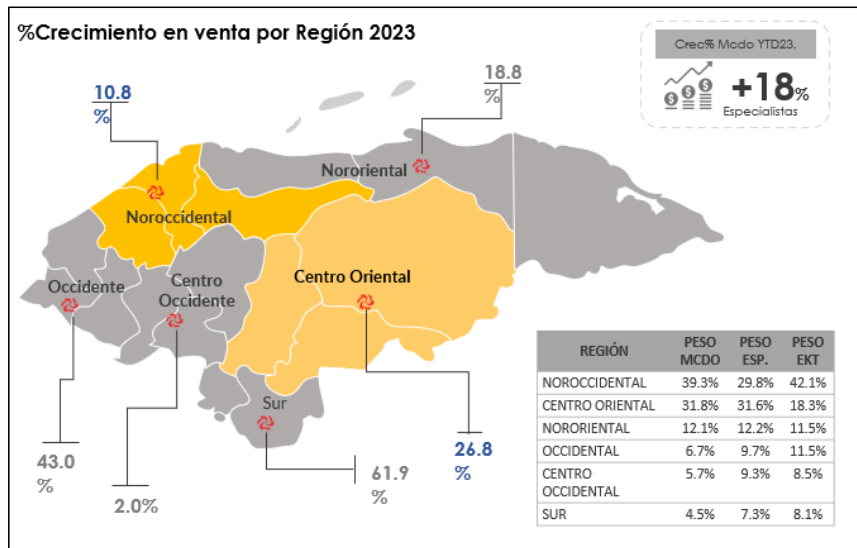 %Crecimiento en venta por Región 2023
Crec% Mcdo YTD23.
+18%
Especialistas
10.8
%
18.8
%
Nororiental
Noroccidental
Occidente
Centro
Occidente
Centro Oriental
Sur
43.0
%
2.0%
61.9
%
26.8
%
REGIÓN PESO MCDO PESO ESP. PESO EKT
NOROCCIDENTAL 39.3% 29.8% 42.1%
CENTRO ORIENTAL 31.8% 31.6% 18.3%
NORORIENTAL 12.1% 12.2% 11.5%
OCCIDENTAL 6.7% 9.7% 11.5%
CENTRO OCCIDENTAL 5.7% 9.3% 8.5%
SUR 4.5% 7.3% 8.1%